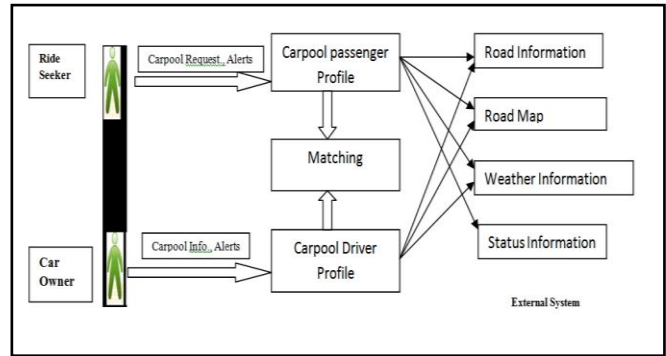 Ride
Seeker
Carpool Request., Alerts
Carpool passenger
Profile
Road Information
Road Map
Matching
Weather Information
Car
Owner
Carpool Info., Alerts
Carpool Driver
Profile
Status Information
External System